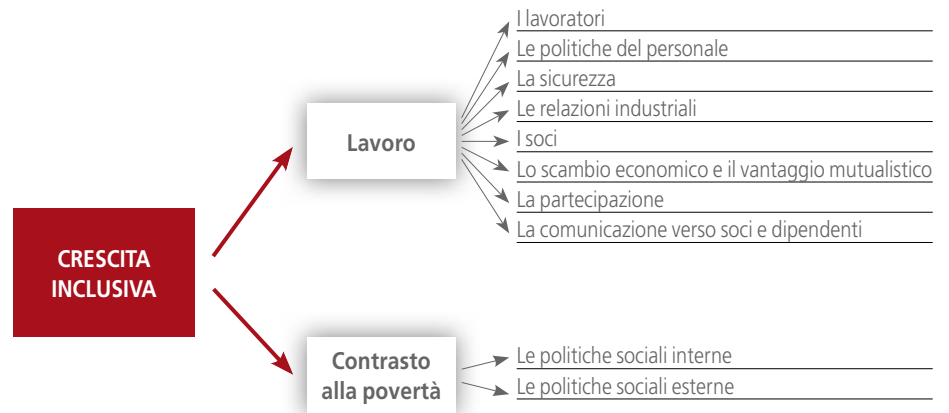 CRESCITA
INCLUSIVA
Lavoro
I lavoratori
Le politiche del personale
La sicurezza
Le relazioni industriali
I soci
Lo scambio economico e il vantaggio mutualistico
La partecipazione
La comunicazione verso soci e dipendenti
Contrasto
alla povertà
Le politiche sociali interne
Le politiche sociali esterne